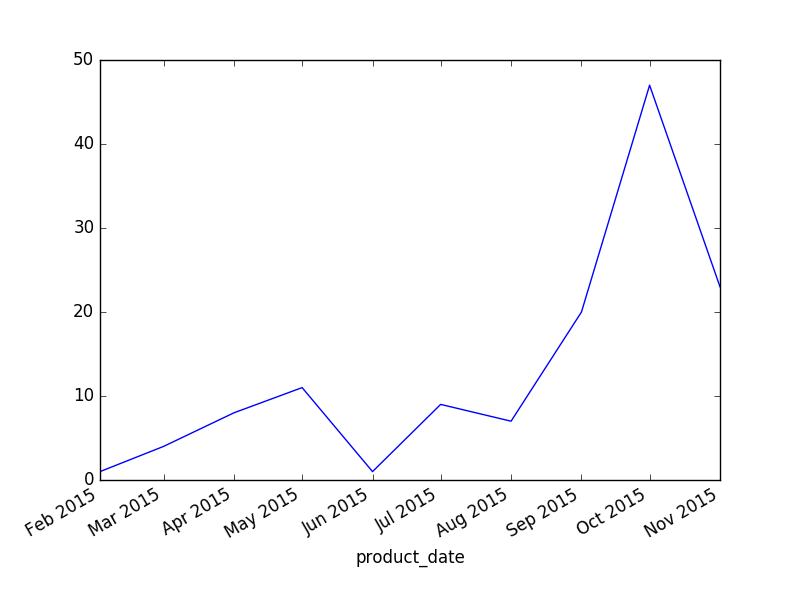 50
40
30
20
10
0
Feb 2015
Mar 2015
Apr 2015
May 2015
Jun 2015
Jul 2015
Aug 2015
Sep 2015
Oct 2015
Nov 2015
product_date